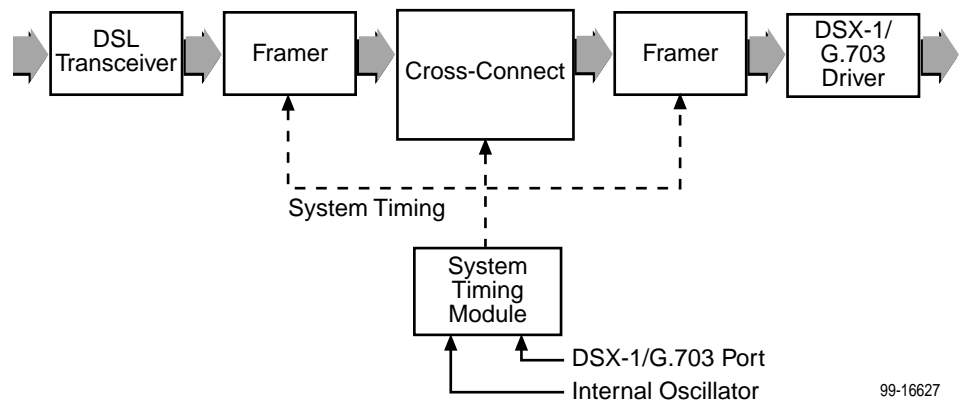 DSL
Transceiver
Framer
Cross-Connect
Framer
DSX-1/
G.703
Driver
System Timing
System
Timing
Module
DSX-1/G.703 Port
Internal Oscillator
99-16627